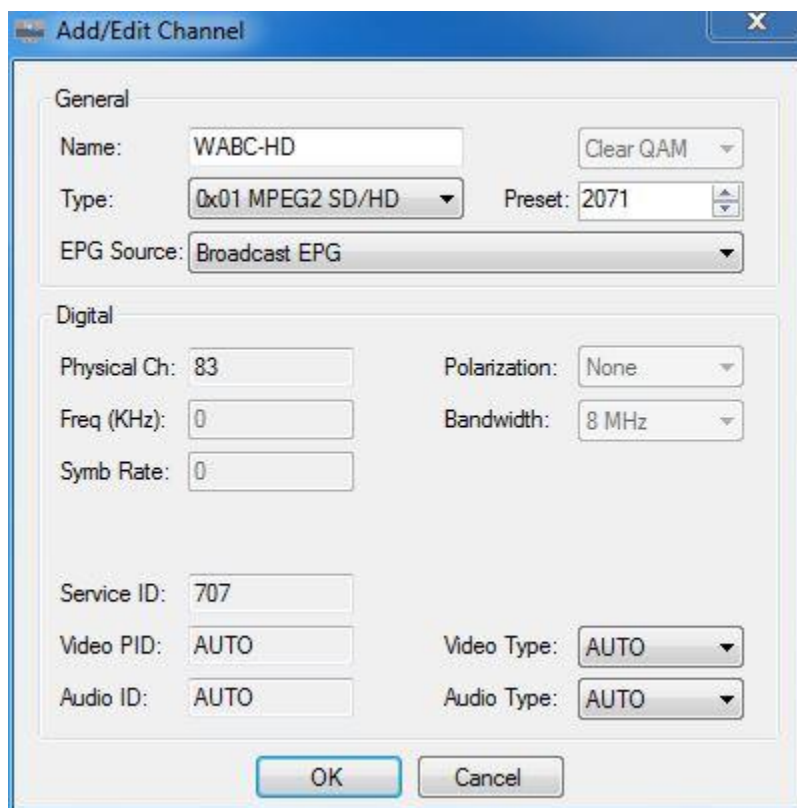 Add/Edit Channel
X
General
Name: WABC-HD Clear QAM
Type: 0x01 MPEG2 SD/HD Preset: 2071
EPG Source: Broadcast EPG
Digital
Physical Ch: 83 Polarization: None
Freq (KHz): 0 Bandwidth: 8 MHz
Symb Rate: 0
Service ID: 707
Video PID: AUTO Video Type: AUTO
Audio ID: AUTO Audio Type: AUTO
OK Cancel